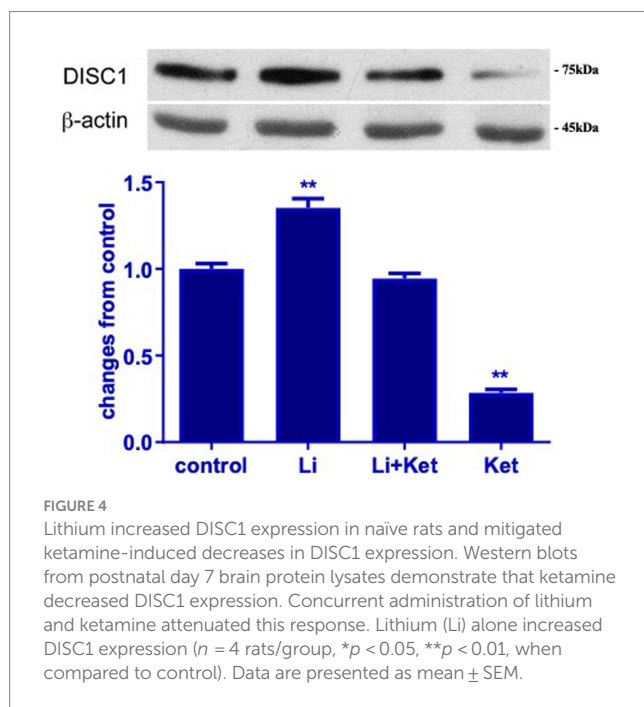 DISC1
- 75kDa
β-actin
- 45kDa
changes from control
1.5
1.0
0.5
0.0
**
**
control Li Li+Ket Ket
FIGURE 4
Lithium increased DISC1 expression in naïve rats and mitigated
ketamine-induced decreases in DISC1 expression. Western blots
from postnatal day 7 brain protein lysates demonstrate that ketamine
decreased DISC1 expression. Concurrent administration of lithium
and ketamine attenuated this response. Lithium (Li) alone increased
DISC1 expression (n = 4 rats/group, *p < 0.05, **p < 0.01, when
compared to control). Data are presented as mean ± SEM.